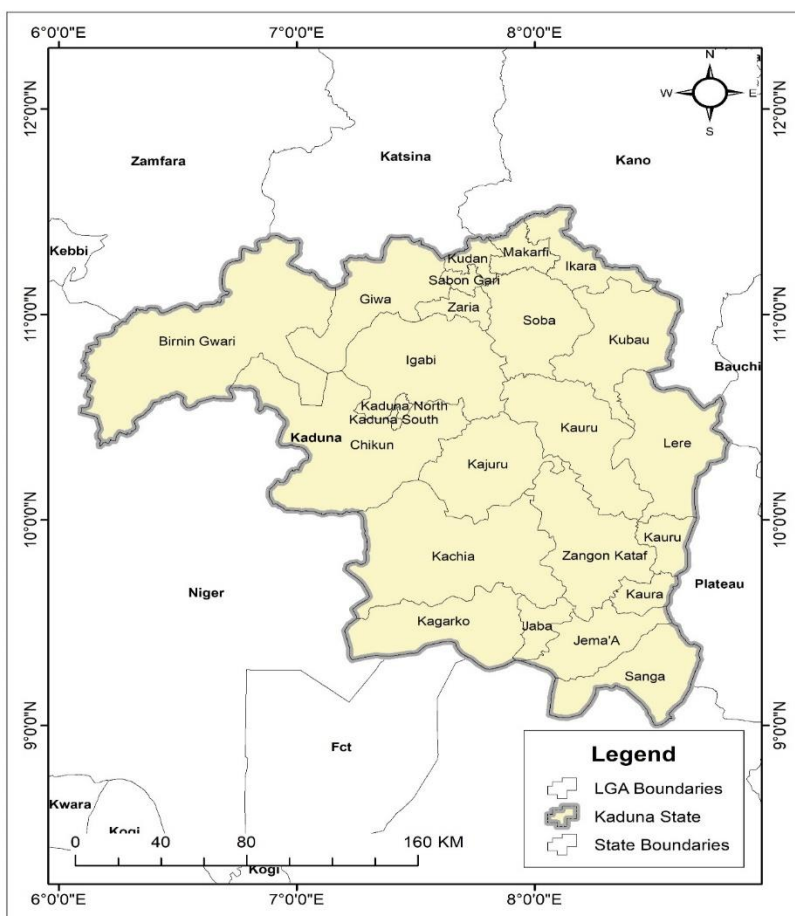 6°0'0"E
7°0'0"E
8°0'0"E
N
W
E
S
12°0'0"N
12°0'0"N
Zamfara
Katsina
Kano
Kebbi
Kudan
Makarfi
Ikara
Sabon Gari
Giwa
Zaria
11°0'0"N
11°0'0"N
Soba
Birnin Gwari
Kubau
Igabi
Bauchi
Kaduna North
Kaduna South
Kauru
Kaduna
Chikun
Lere
Kajuru
10°0'0"N
10°0'0"N
Kauru
Kachia
Zangon Kataf
Niger
Plateau
Kaura
Kagarko
Jaba
Jema'A
Sanga
9°0'0"N
9°0'0"N
Fct
Legend
LGA Boundaries
Kaduna State
State Boundaries
Kwara
Kogi
0 40 80 160 KM
Kogi
6°0'0"E
7°0'0"E
8°0'0"E